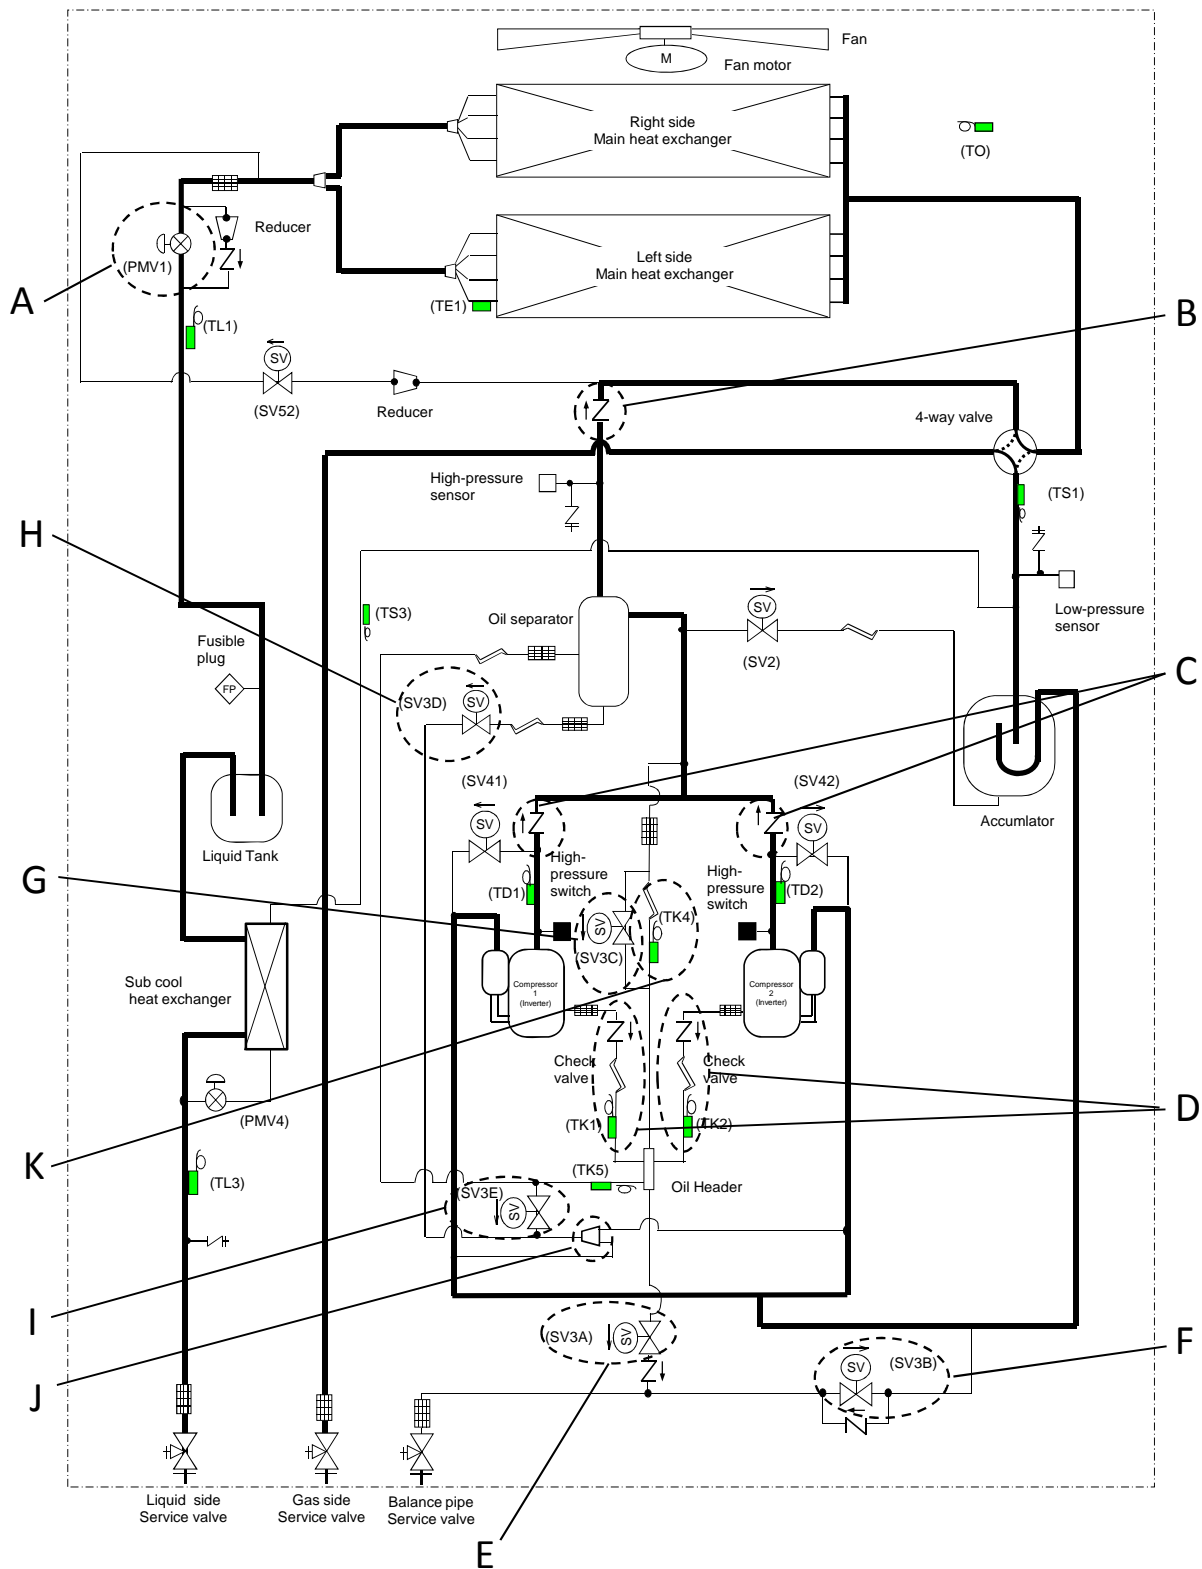 Fan
M
Fan motor
Right side
Main heat exchanger
(TO)
Reducer
Left side
Main heat exchanger
(PMV1)
A
(TE1)
B
(TL1)
SV
(SV52)
Reducer
4-way valve
High-pressure
sensor
(TS1)
H
(TS3)
Oil separator
SV
(SV2)
Low-pressure
sensor
Fusible
plug
FP
(SV3D)
SV
C
(SV41)
(SV42)
SV
SV
Accumlator
Liquid Tank
High-
pressure
switch
High-
pressure
switch
G
(TD1)
(TD2)
SV
(TK4)
(SV3C)
Sub cool
heat exchanger
Compressor
1
(Inverter)
Compressor
2
(Inverter)
Check
valve
Check
valve
(PMV4)
D
(TK1)
(TK2)
K
(TL3)
(TK5)
Oil Header
(SV3E)
SV
I
(SV3A)
SV
F
SV
(SV3B)
J
Liquid side
Service valve
Gas side
Service valve
Balance pipe
Service valve
E